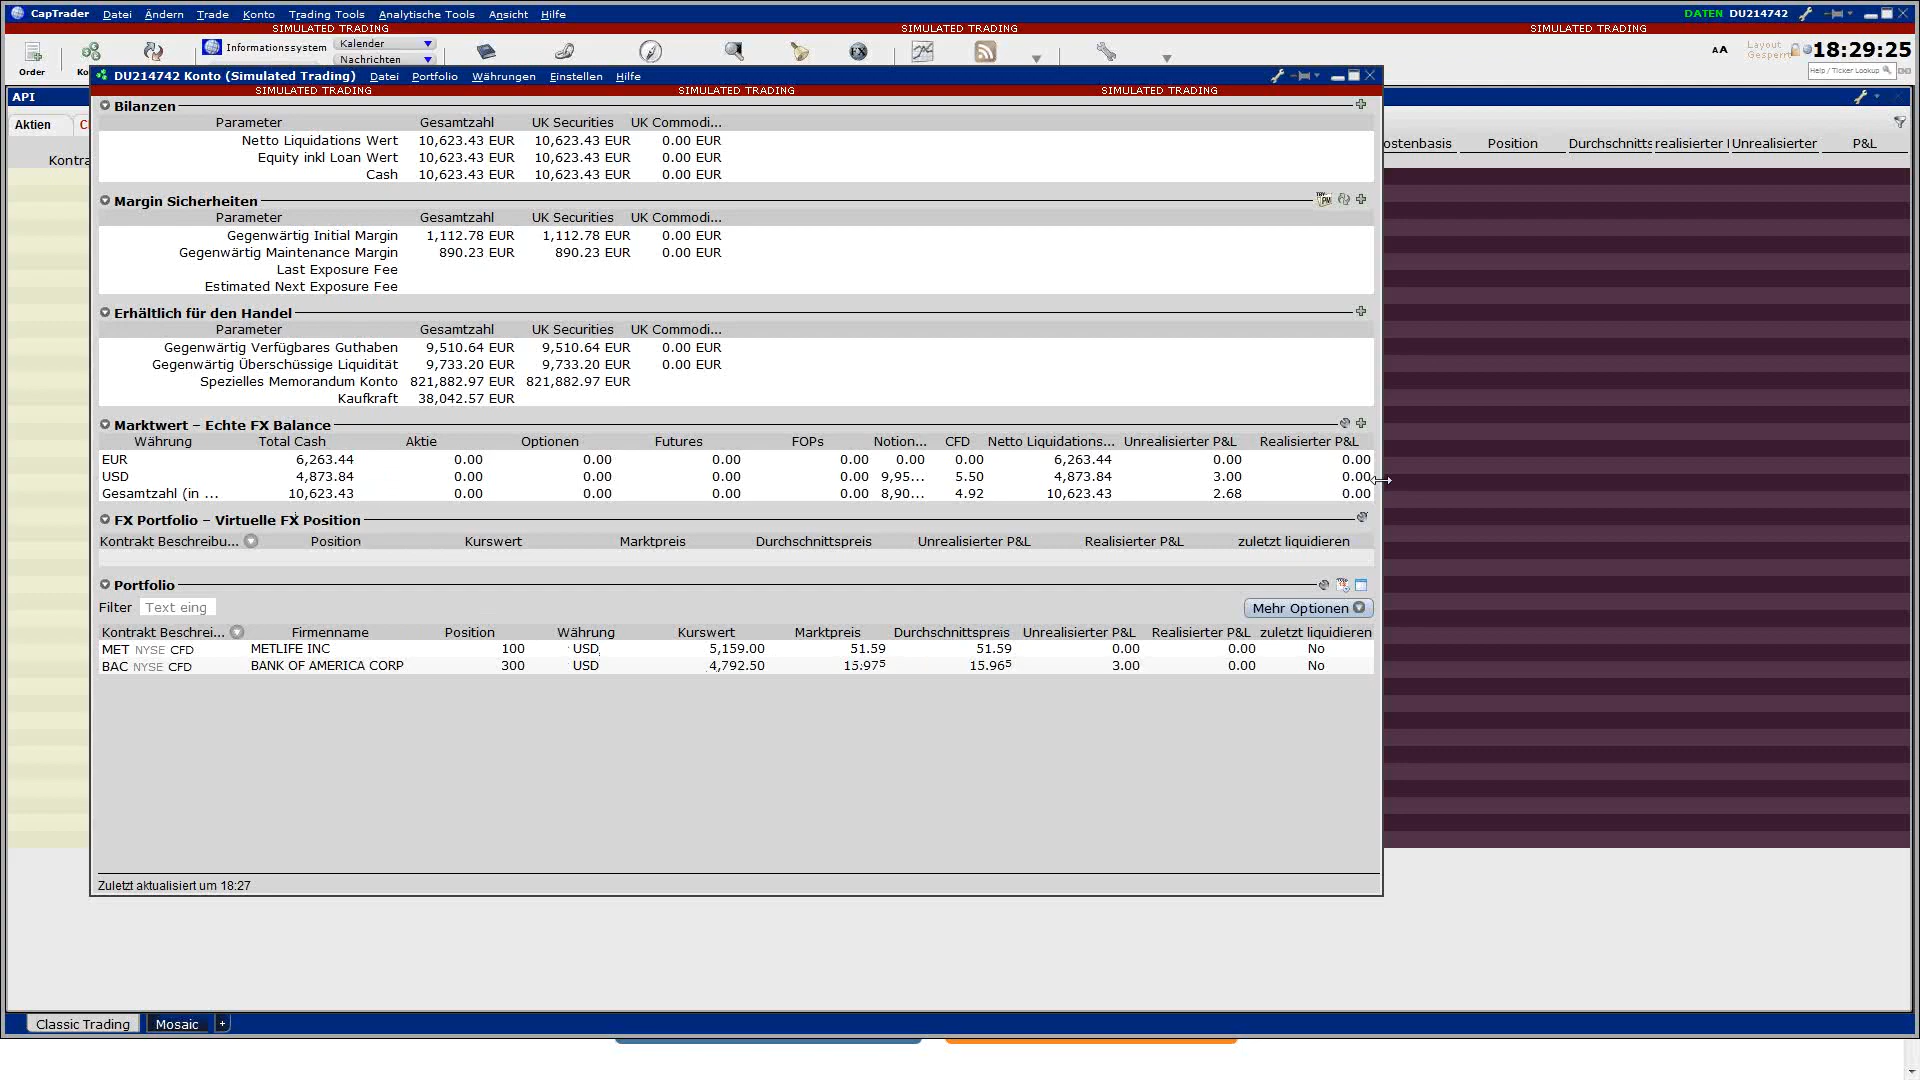 CapTrader Datei Ändern Trade Konto Trading Tools Analytische Tools Ansicht Hilfe DATEN DU214742
SIMULATED TRADING SIMULATED TRADING SIMULATED TRADING
Order Informationssystem Kalender Nachrichten FX AA Layout Gesperrt 18:29:25
Help / Ticker Lookup
API
Aktien
DU214742 Konto (Simulated Trading) Datei Portfolio Währungen Einstellen Hilfe
SIMULATED TRADING SIMULATED TRADING SIMULATED TRADING
Bilanzen
Parameter Gesamtzahl UK Securities UK Commodi...
Netto Liquidations Wert 10,623.43 EUR 10,623.43 EUR 0.00 EUR
Equity inkl Loan Wert 10,623.43 EUR 10,623.43 EUR 0.00 EUR
Cash 10,623.43 EUR 10,623.43 EUR 0.00 EUR
Position Unrealisierter P&L
Margin Sicherheiten
Parameter Gesamtzahl UK Securities UK Commodi...
Gegenwärtig Initial Margin 1,112.78 EUR 1,112.78 EUR 0.00 EUR
Gegenwärtig Maintenance Margin 890.23 EUR 890.23 EUR 0.00 EUR
Last Exposure Fee
Estimated Next Exposure Fee
Erhältlich für den Handel
Parameter Gesamtzahl UK Securities UK Commodi...
Gegenwärtig Verfügbares Guthaben 9,510.64 EUR 9,510.64 EUR 0.00 EUR
Gegenwärtig Überschüssige Liquidität 9,733.20 EUR 9,733.20 EUR 0.00 EUR
Spezielles Memorandum Konto 821,882.97 EUR 821,882.97 EUR
Kaufkraft 38,042.57 EUR
Marktwert – Echte FX Balance
Währung Total Cash Aktie Optionen Futures FOPs Notion... CFD Netto Liquidations... Unrealisierter P&L Realisierter P&L
EUR 6,263.44 0.00 0.00 0.00 0.00 0.00 0.00 6,263.44 0.00 0.00
USD 4,873.84 0.00 0.00 0.00 0.00 9,95... 5.50 4,873.84 3.00 0.00
Gesamtzahl (in ... 10,623.43 0.00 0.00 0.00 0.00 8,90... 4.92 10,623.43 2.68 0.00
FX Portfolio – Virtuelle FX Position
Kontrakt Beschreibu... Position Kurswert Marktpreis Durchschnittspreis Unrealisierter P&L Realisierter P&L zuletzt liquidieren
Portfolio
Filter Text eing Mehr Optionen
Kontrakt Beschrei... Firmenname Position Währung Kurswert Marktpreis Durchschnittspreis Unrealisierter P&L Realisierter P&L zuletzt liquidieren
MET NYSE CFD METLIFE INC 100 USD 5,159.00 51.59 51.59 0.00 0.00 No
BAC NYSE CFD BANK OF AMERICA CORP 300 USD 4,792.50 15.975 15.965 3.00 0.00 No
Zuletzt aktualisiert um 18:27
Classic Trading Mosaic +